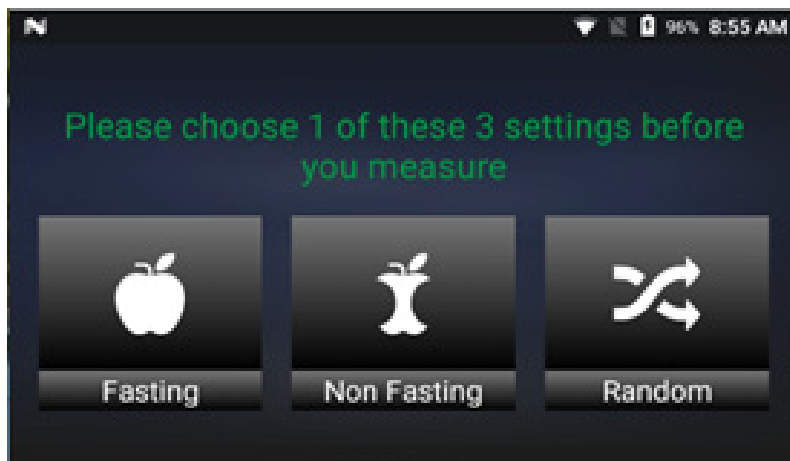 96% 8:55 AM
Please choose 1 of these 3 settings before
you measure
Fasting
Non Fasting
Random